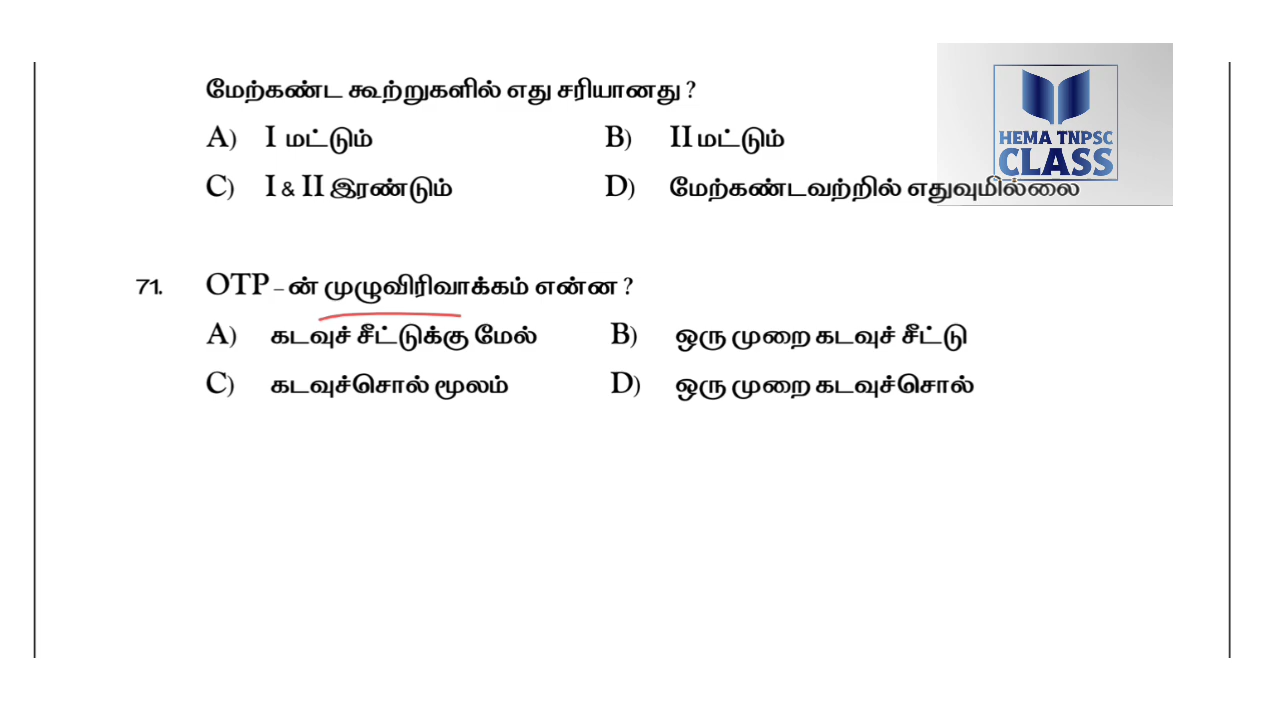 மேற்கண்ட கூற்றுகளில் எது சரியானது ?
A) I மட்டும் B) II மட்டும்
C) I & II இரண்டும் D) மேற்கண்டவற்றில் எதுவுமில்லை
HEMA TNPSC
CLASS
71. OTP – ன் முழுவிரிவாக்கம் என்ன ?
A) கடவுச் சீட்டுக்கு மேல் B) ஒரு முறை கடவுச் சீட்டு
C) கடவுச்சொல் மூலம் D) ஒரு முறை கடவுச்சொல்